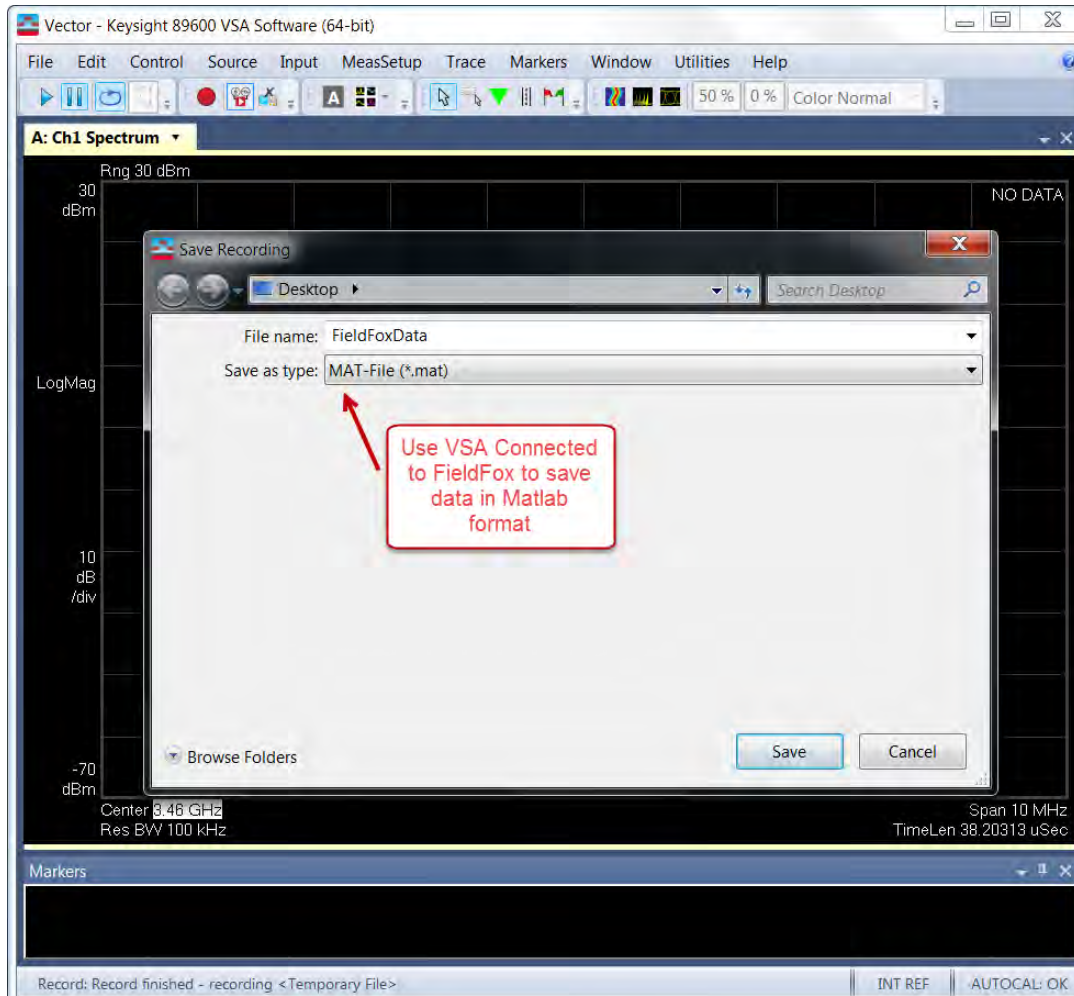 Vector - Keysight 89600 VSA Software (64-bit)
File Edit Control Source Input MeasSetup Trace Markers Window Utilities Help
A 50 % 0 % Color Normal
A: Ch1 Spectrum
Rng 30 dBm
30
dBm
NO DATA
Save Recording
Desktop
Search Desktop
File name: FieldFoxData
Save as type: MAT-File (*.mat)
LogMag
Use VSA Connected
to FieldFox to save
data in Matlab
format
10
dB
/div
Browse Folders
Save Cancel
-70
dBm
Center 3.46 GHz
Span 10 MHz
Res BW 100 kHz
TimeLen 38.20313 uSec
Markers
Record: Record finished - recording <Temporary File>
INT REF
AUTOCAL: OK